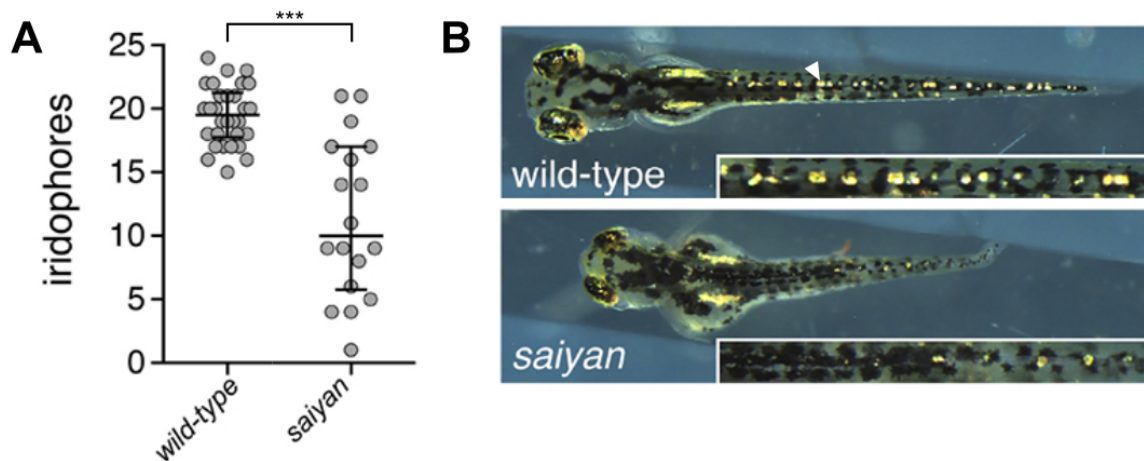 A
***
B
25
20
15
10
5
0
iridophores
wild-type
saiyan
wild-type
saiyan